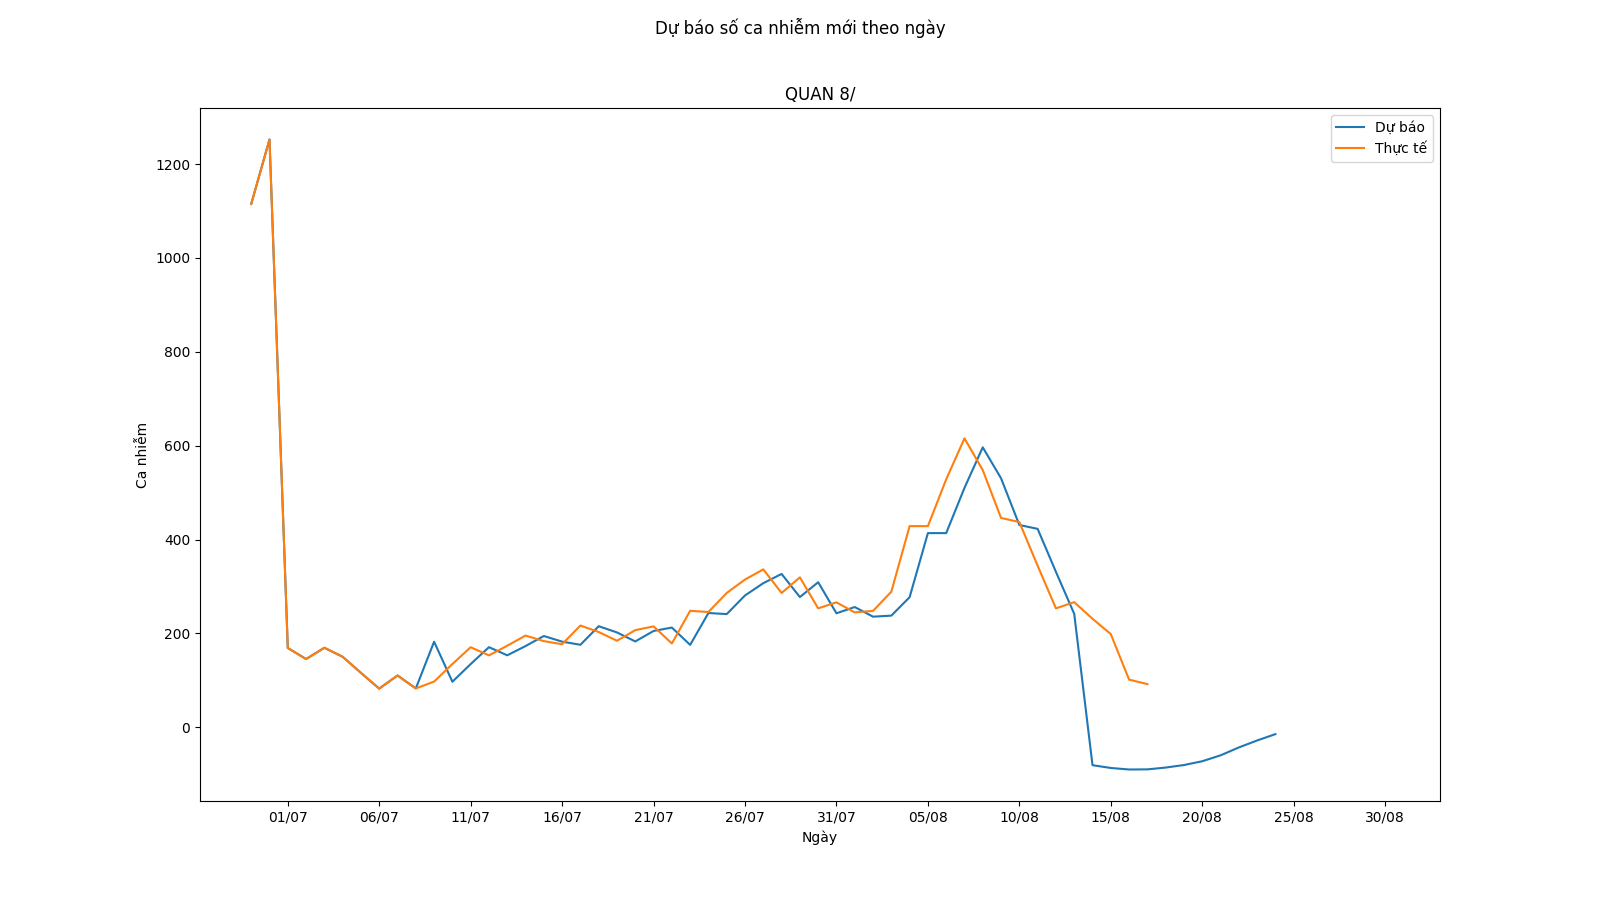 Dự báo số ca nhiễm mới theo ngày
QUAN 8/
Dự báo
Thực tế
1200
1000
800
600
400
200
0
Ca nhiễm
01/07 06/07 11/07 16/07 21/07 26/07 31/07 05/08 10/08 15/08 20/08 25/08 30/08
Ngày